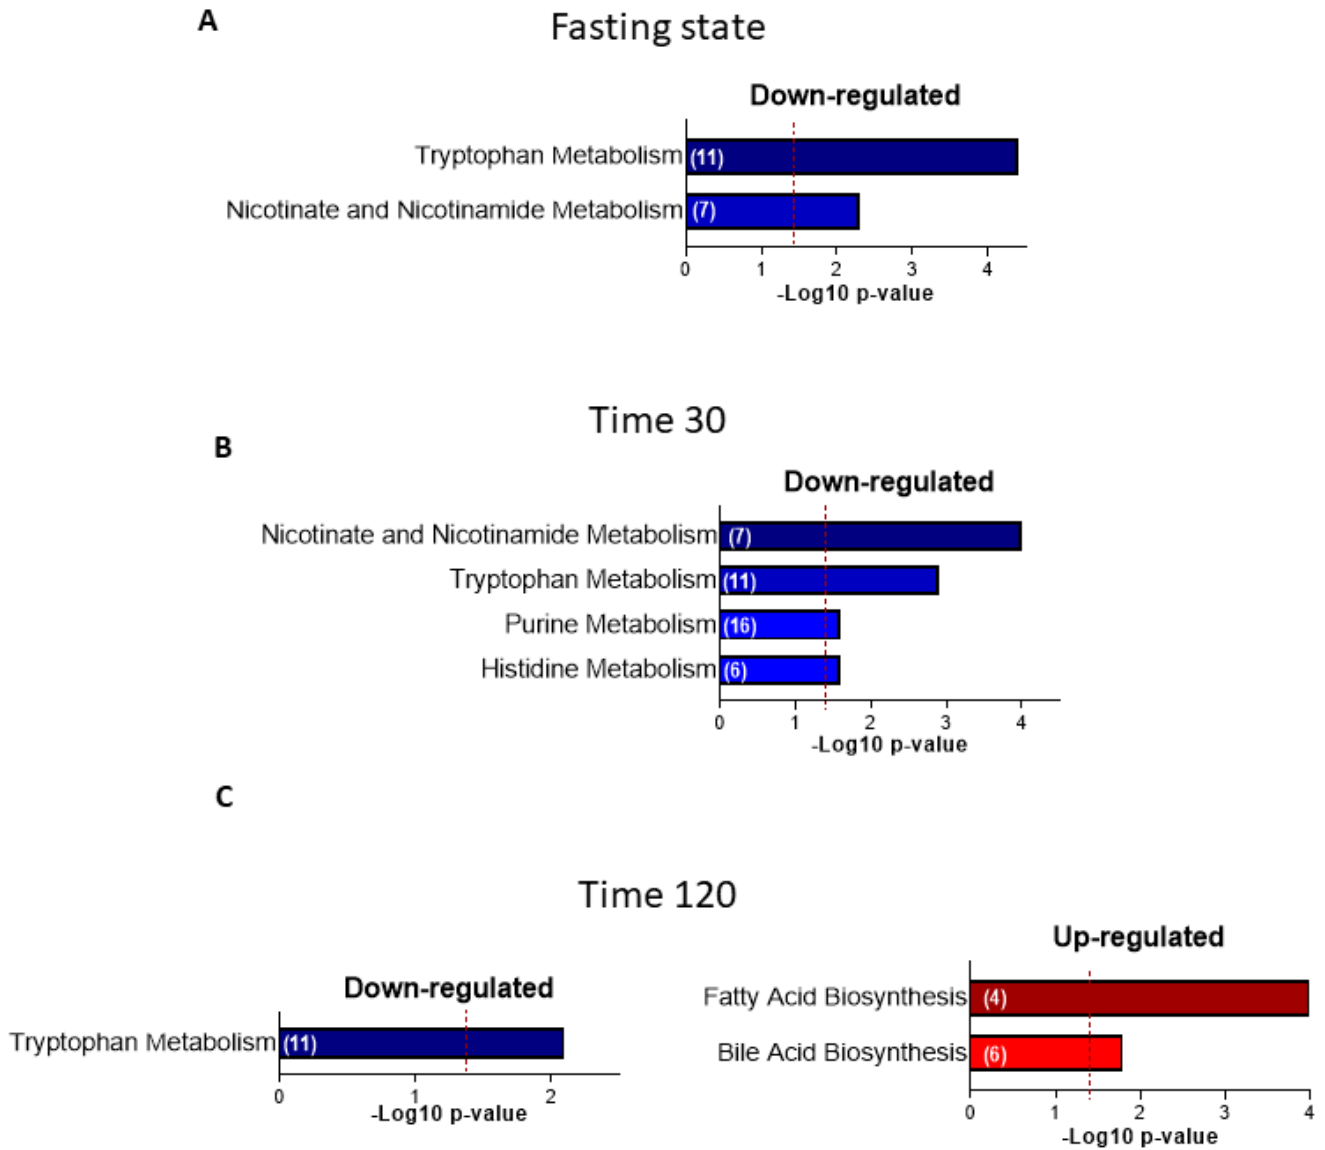 A
Fasting state
Down-regulated
Tryptophan Metabolism (11)
Nicotinate and Nicotinamide Metabolism (7)
0 1 2 3 4
-Log10 p-value
Time 30
B
Down-regulated
Nicotinate and Nicotinamide Metabolism (7)
Tryptophan Metabolism (11)
Purine Metabolism (16)
Histidine Metabolism (6)
0 1 2 3 4
-Log10 p-value
C
Time 120
Down-regulated
Tryptophan Metabolism (11)
0 1 2
-Log10 p-value
Up-regulated
Fatty Acid Biosynthesis (4)
Bile Acid Biosynthesis (6)
0 1 2 3 4
-Log10 p-value